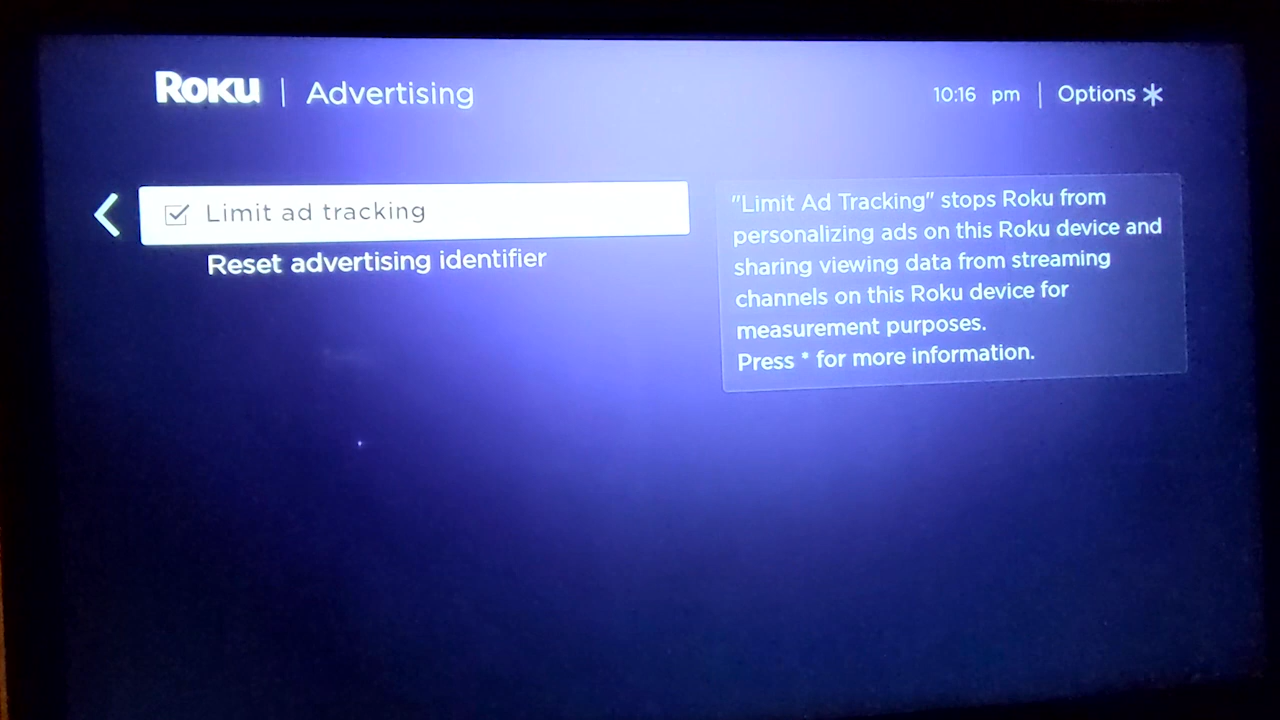 Roku | Advertising
10:16 pm | Options *
Limit ad tracking
Reset advertising identifier
"Limit Ad Tracking" stops Roku from
personalizing ads on this Roku device and
sharing viewing data from streaming
channels on this Roku device for
measurement purposes.
Press * for more information.